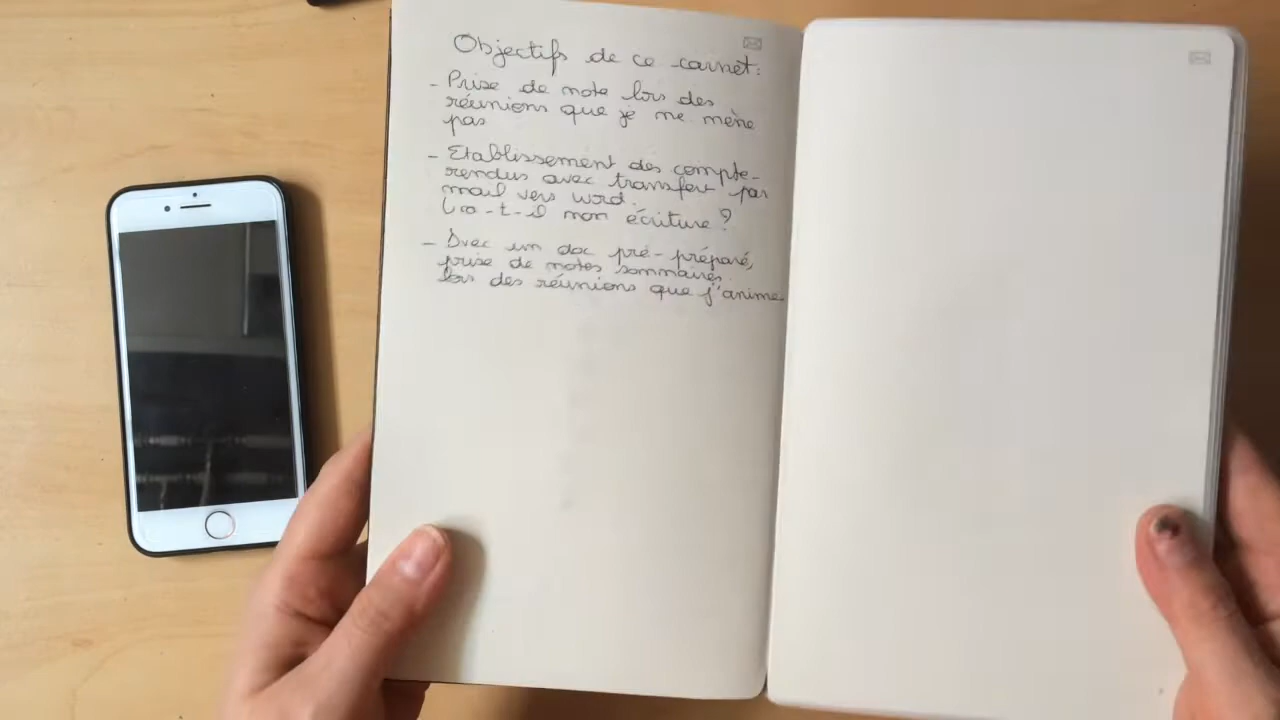 Objectifs de ce carnet:
- Prise de note lors des
réunions que je ne mène
pas
- Etablissement des compte-
rendus avec transfert par
mail vers word.
Lira-t-il mon écriture?
- Avec un doc pré-préparé,
prise de notes sommaires
lors des réunions que j'anime